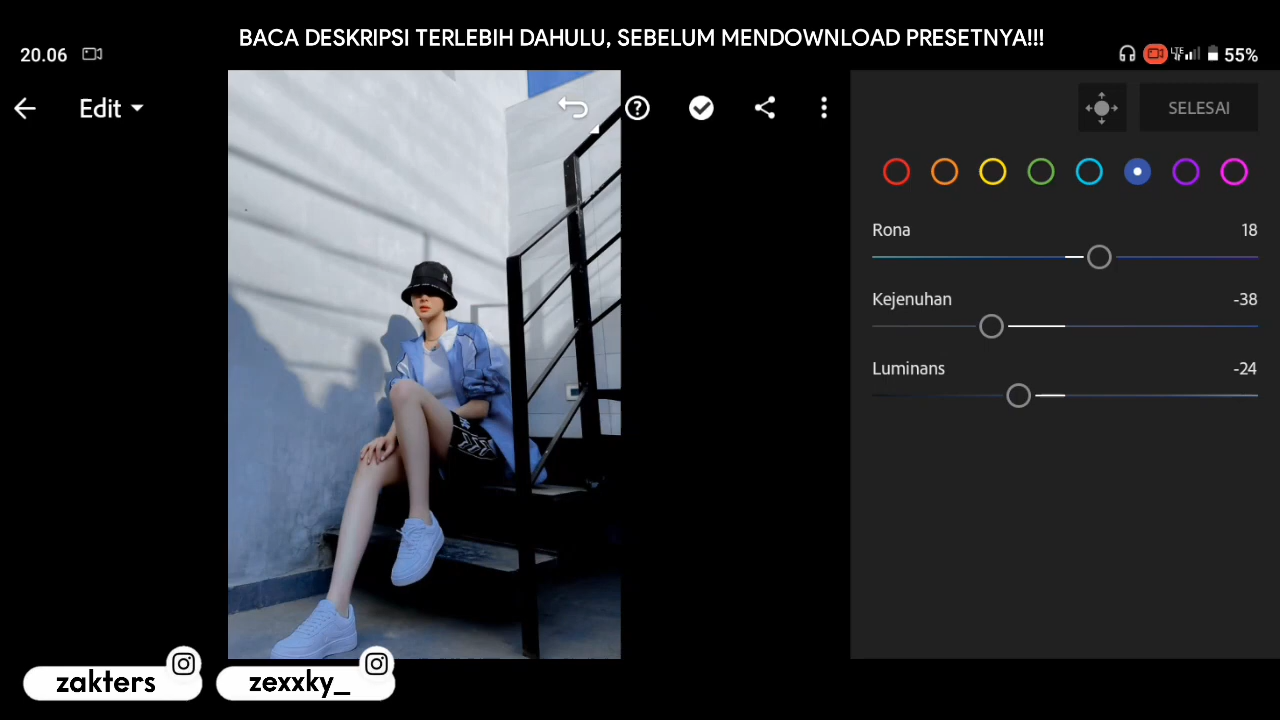 BACA DESKRIPSI TERLEBIH DAHULU, SEBELUM MENDOWNLOAD PRESETNYA!!!
20.06
LTE
55%
Edit
SELESAI
Rona 18
Kejenuhan -38
Luminans -24
zakters
zexxky_